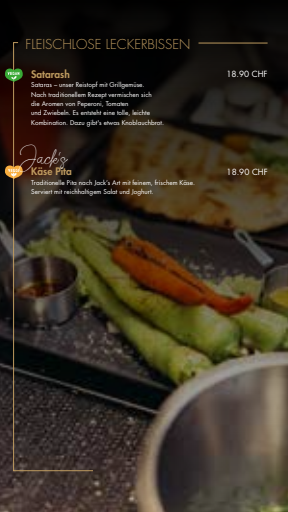 FLEISCHLOSE LECKERBISSEN
VEGAN
Satarash 18.90 CHF
Sataras – unser Reistopf mit Grillgemüse.
Nach traditionellem Rezept vermischen sich
die Aromen von Peperoni, Tomaten
und Zwiebeln. Es entsteht eine tolle, leichte
Kombination. Dazu gibt's etwas Knoblauchbrot.
Jack'z
Käse Pita 18.90 CHF
Traditionelle Pita nach Jack's Art mit feinem, frischem Käse.
Serviert mit reichhaltigem Salat und Joghurt.